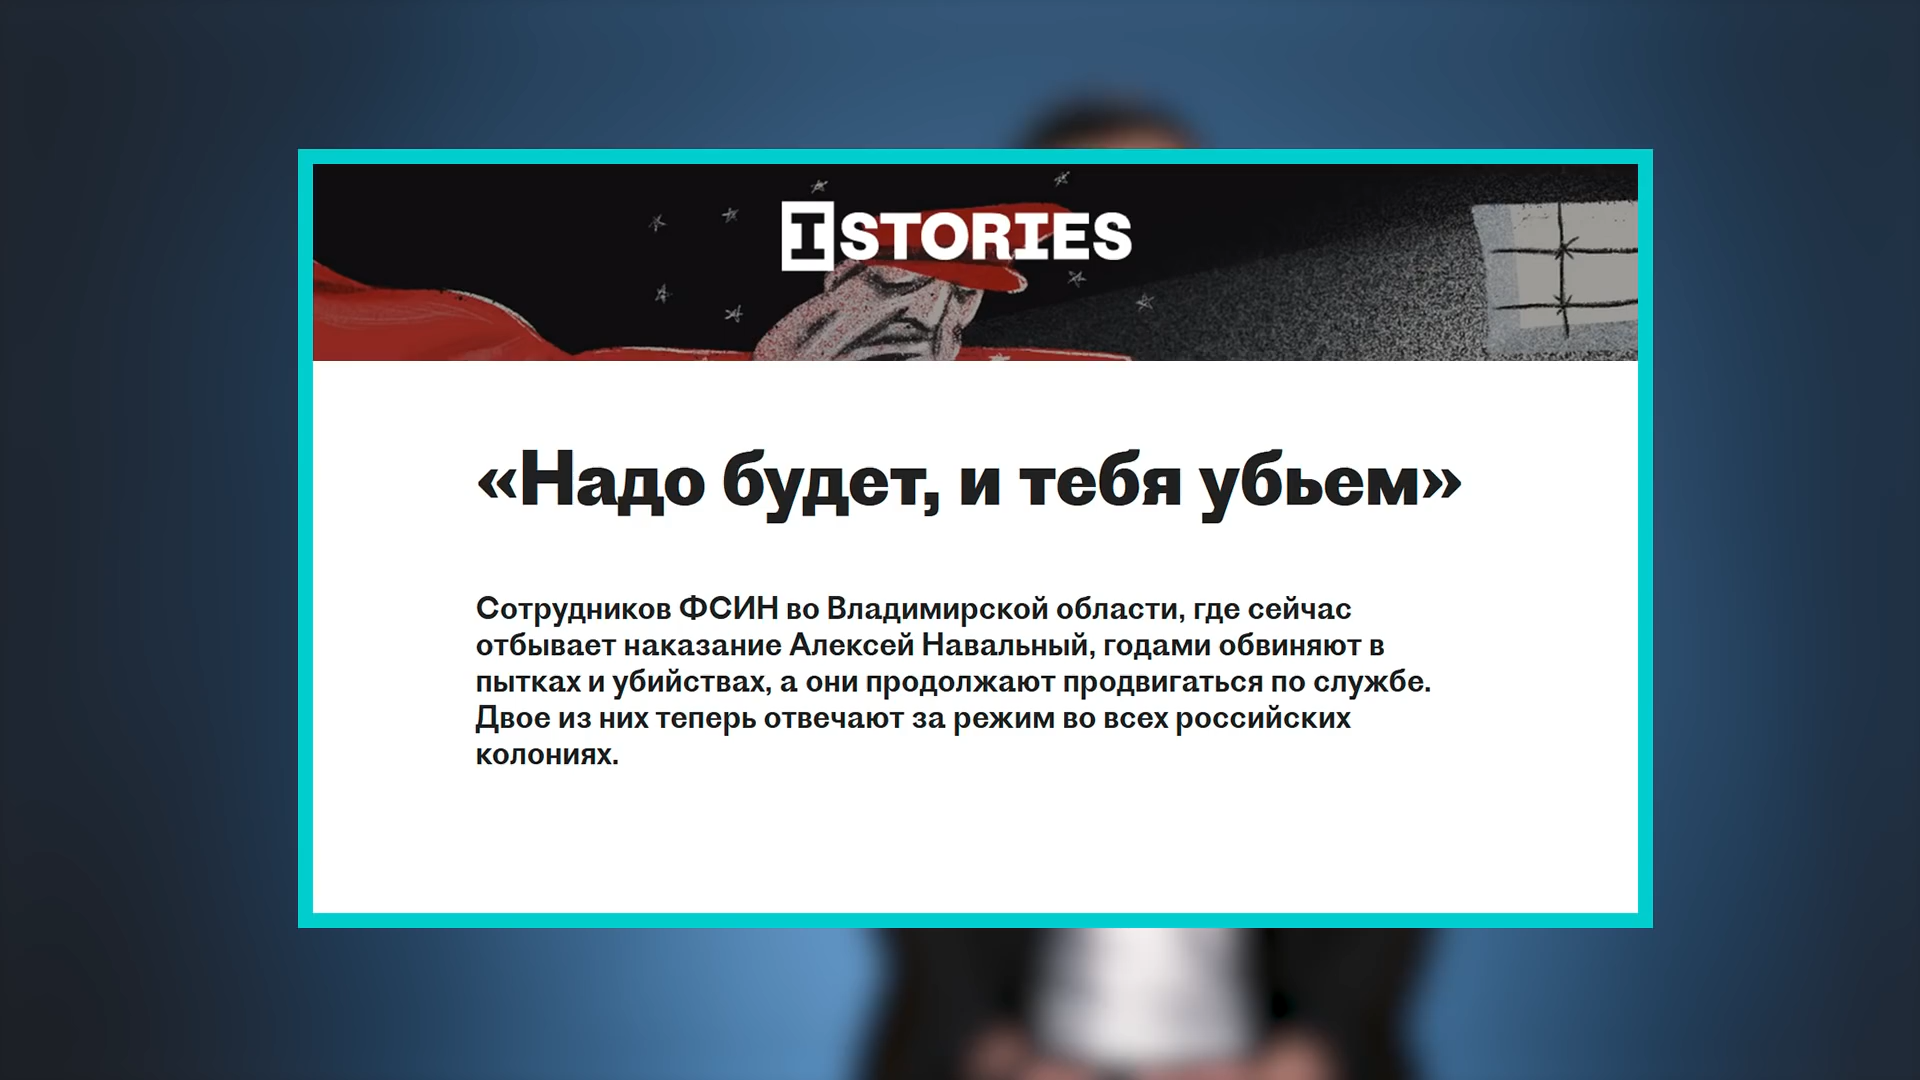 ISTORIES
«Надо будет, и тебя убьем»
Сотрудников ФСИН во Владимирской области, где сейчас
отбывает наказание Алексей Навальный, годами обвиняют в
пытках и убийствах, а они продолжают продвигаться по службе.
Двое из них теперь отвечают за режим во всех российских
колониях.